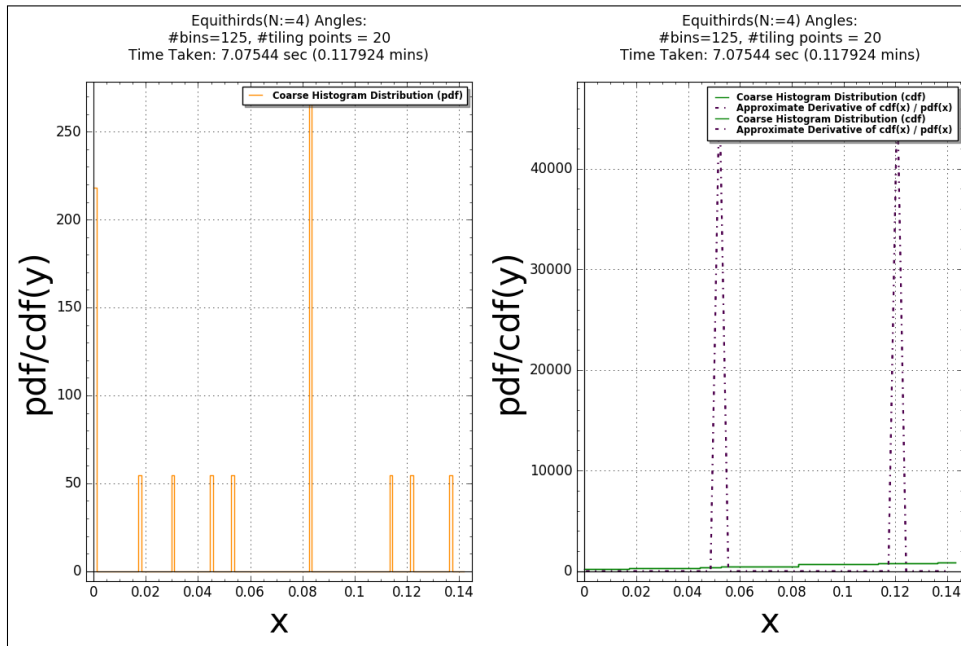 Equithirds(N:=4) Angles:
#bins=125, #tiling points = 20
Time Taken: 7.07544 sec (0.117924 mins)
Coarse Histogram Distribution (pdf)
pdf/cdf(y)
250
200
150
100
50
0
0
0.02
0.04
0.06
0.08
0.1
0.12
0.14
x
Equithirds(N:=4) Angles:
#bins=125, #tiling points = 20
Time Taken: 7.07544 sec (0.117924 mins)
Coarse Histogram Distribution (cdf)
Approximate Derivative of cdf(x) / pdf(x)
Coarse Histogram Distribution (cdf)
Approximate Derivative of cdf(x) / pdf(x)
pdf/cdf(y)
40000
30000
20000
10000
0
0
0.02
0.04
0.06
0.08
0.1
0.12
0.14
x